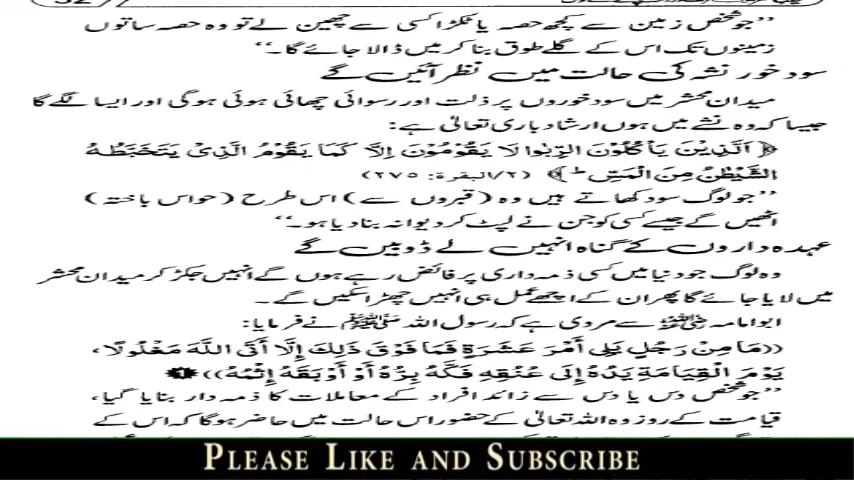 ’’جو شخص زمین سے کچھ حصہ یا ٹکڑا کسی سے چھین لے تو وہ حصہ ساتوں
زمینوں تک اس کے گلے طوق بنا کر میں ڈالا جائے گا۔‘‘
سود خور نشہ کی حالت میں نظر آئیں گے
میدان محشر میں سود خوروں پر ذلت اور رسوائی چھائی ہوئی ہوگی اور ایسا لگے گا
جیسا کہ وہ نشے میں ہوں ارشاد باری تعالیٰ ہے:
﴿اَلَّذِیْنَ یَاْکُلُوْنَ الرِّبٰوا لَا یَقُوْمُوْنَ اِلَّا کَمَا یَقُوْمُ الَّذِیْ یَتَخَبَّطُہُ
الشَّیْطٰنُ مِنَ الْمَسِّ ط﴾ (۲/البقرۃ: ۲۷۵)
’’جو لوگ سود کھاتے ہیں وہ (قبروں سے) اس طرح (حواس باختہ)
اٹھیں گے جیسے کسی کو جن نے لپٹ کر دیوانہ بنا دیا ہو۔‘‘
عہدہ داروں کے گناہ انہیں لے ڈوبیں گے
وہ لوگ جو دنیا میں کسی ذمہ داری پر فائض رہے ہوں گے انہیں جکڑ کر میدان محشر
میں لایا جائے گا پھر ان کے اچھے عمل ہی انہیں چھڑا سکیں گے۔
ابو امامہ رضی اللہ عنہ سے مروی ہے کہ رسول اللہ ﷺ نے فرمایا:
((مَا مِنْ رَجُلٍ یَلِی أَمْرَ عَشَرَۃٍ فَمَا فَوْقَ ذَلِکَ إِلَّا أَتَی اللّٰہَ مَغْلُولًا،
یَوْمَ الْقِیَامَۃِ یَدُہُ إِلَی عُنُقِہِ فَکَّہُ بِرُّہُ أَوْ أَوْبَقَہُ إِثْمُہُ)) ❶
’’جو شخص دس یا دس سے زائد افراد کے معاملات کا ذمہ دار بنایا گیا،
قیامت کے روز وہ اللہ تعالیٰ کے حضور اس حالت میں حاضر ہو گا کہ اس کے
PLEASE LIKE AND SUBSCRIBE